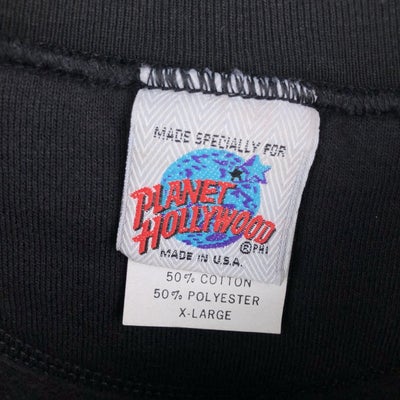 MADE SPECIALLY FOR
PLANET
HOLLYWOOD
® PHI
MADE IN U.S.A.
50% COTTON
50% POLYESTER
X-LARGE